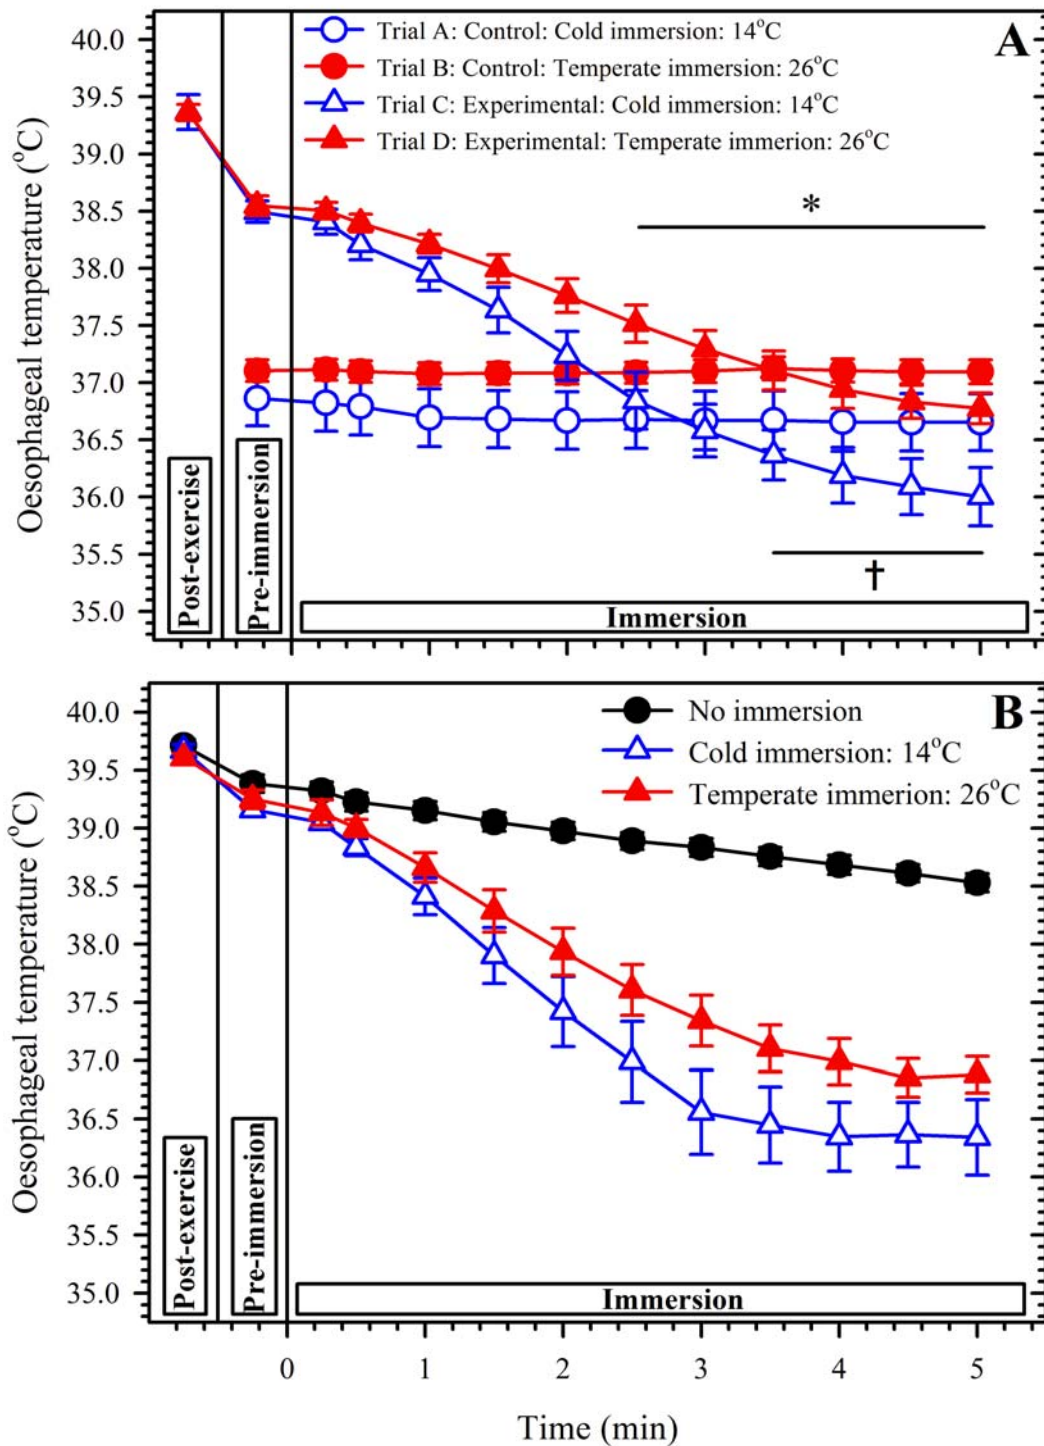 A
Trial A: Control: Cold immersion: 14°C
Trial B: Control: Temperate immersion: 26°C
Trial C: Experimental: Cold immersion: 14°C
Trial D: Experimental: Temperate immerion: 26°C
Oesophageal temperature (°C)
40.0
39.5
39.0
38.5
38.0
37.5
37.0
36.5
36.0
35.5
35.0
*
†
Post-exercise
Pre-immersion
Immersion
B
No immersion
Cold immersion: 14°C
Temperate immerion: 26°C
Oesophageal temperature (°C)
40.0
39.5
39.0
38.5
38.0
37.5
37.0
36.5
36.0
35.5
35.0
Post-exercise
Pre-immersion
Immersion
0 1 2 3 4 5
Time (min)